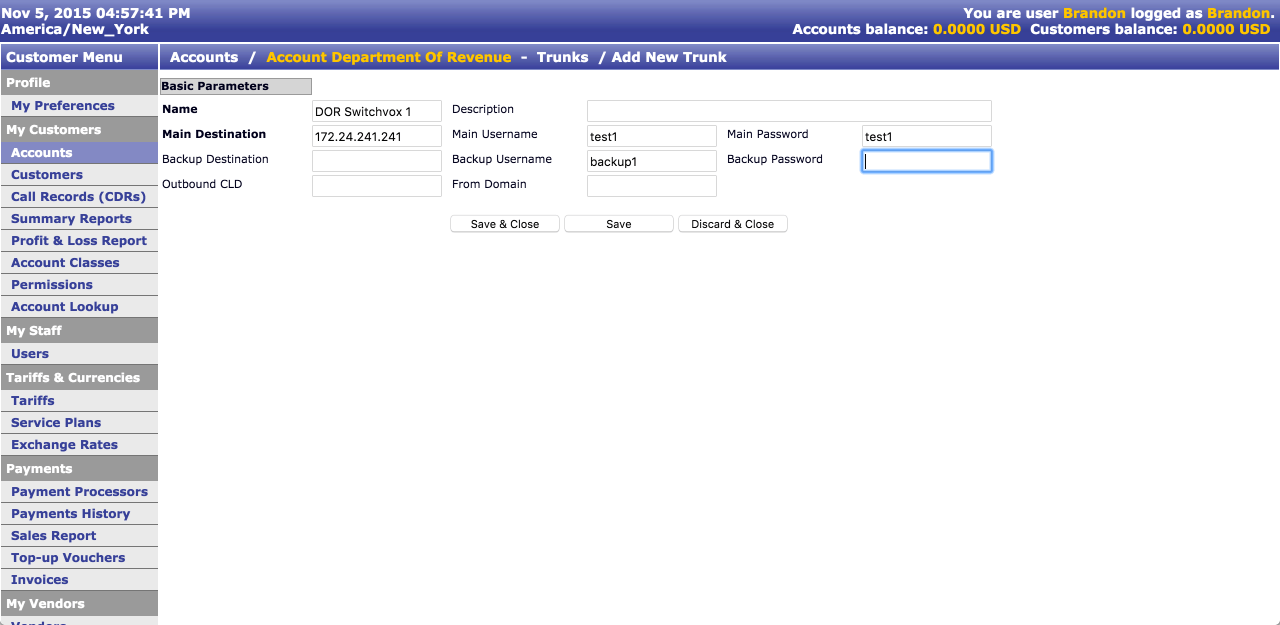 Nov 5, 2015 04:57:41 PM
You are user Brandon logged as Brandon.
America/New_York
Accounts balance: 0.0000 USD Customers balance: 0.0000 USD
Customer Menu
Accounts / Account Department Of Revenue - Trunks / Add New Trunk
Profile
My Preferences
My Customers
Accounts
Customers
Call Records (CDRs)
Summary Reports
Profit & Loss Report
Account Classes
Permissions
Account Lookup
My Staff
Users
Tariffs & Currencies
Tariffs
Service Plans
Exchange Rates
Payments
Payment Processors
Payments History
Sales Report
Top-up Vouchers
Invoices
My Vendors
Vendors
Basic Parameters
Name DOR Switchvox 1 Description
Main Destination 172.24.241.241 Main Username test1 Main Password test1
Backup Destination Backup Username backup1 Backup Password
Outbound CLD From Domain
Save & Close Save Discard & Close